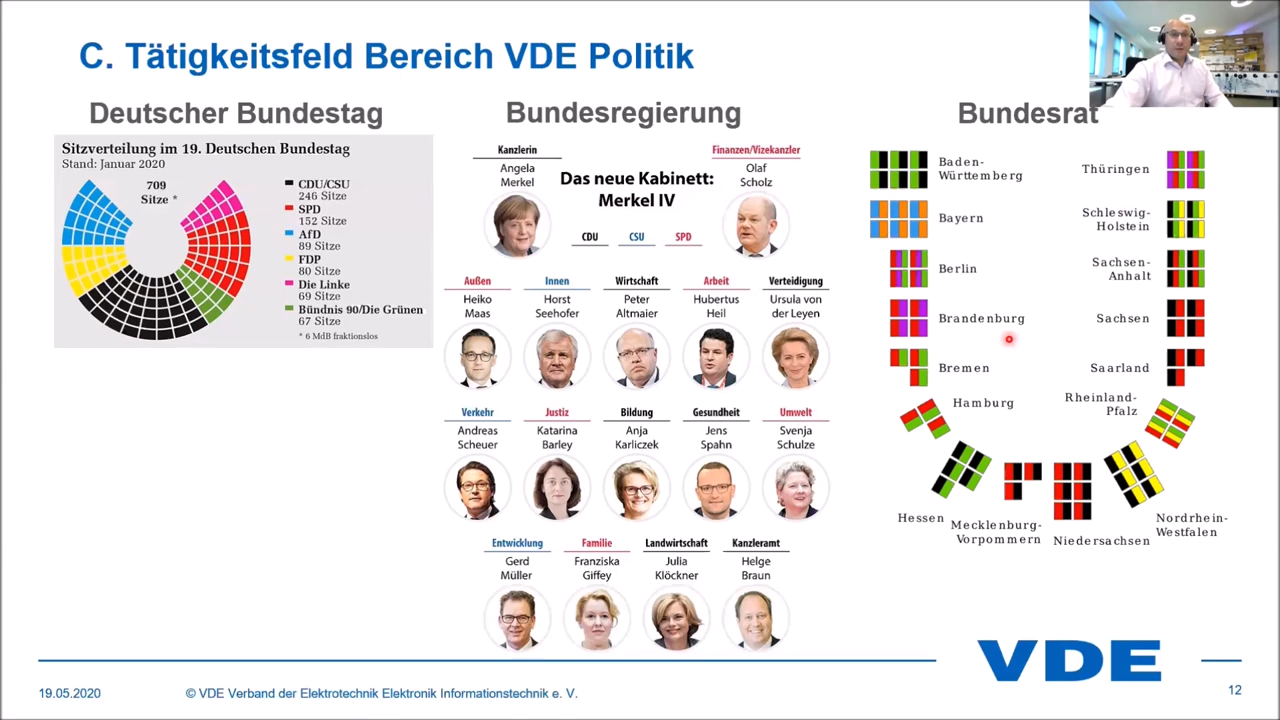 C. Tätigkeitsfeld Bereich VDE Politik
Deutscher Bundestag
Sitzverteilung im 19. Deutschen Bundestag
Stand: Januar 2020
709
Sitze *
CDU/CSU
246 Sitze
SPD
152 Sitze
AfD
89 Sitze
FDP
80 Sitze
Die Linke
69 Sitze
Bündnis 90/Die Grünen
67 Sitze
* 6 MdB fraktionslos
Bundesregierung
Kanzlerin
Angela
Merkel
Das neue Kabinett:
Merkel IV
CDU CSU SPD
Finanzen/Vizekanzler
Olaf
Scholz
Außen
Heiko
Maas
Innen
Horst
Seehofer
Wirtschaft
Peter
Altmaier
Arbeit
Hubertus
Heil
Verteidigung
Ursula von
der Leyen
Verkehr
Andreas
Scheuer
Justiz
Katarina
Barley
Bildung
Anja
Karliczek
Gesundheit
Jens
Spahn
Umwelt
Svenja
Schulze
Entwicklung
Gerd
Müller
Familie
Franziska
Giffey
Landwirtschaft
Julia
Klöckner
Kanzleramt
Helge
Braun
Bundesrat
Baden-
Württemberg
Bayern
Berlin
Brandenburg
Bremen
Hamburg
Hessen
Mecklenburg-
Vorpommern
Niedersachsen
Nordrhein-
Westfalen
Rheinland-
Pfalz
Saarland
Sachsen
Sachsen-
Anhalt
Schleswig-
Holstein
Thüringen
VDE
19.05.2020
© VDE Verband der Elektrotechnik Elektronik Informationstechnik e. V.
12